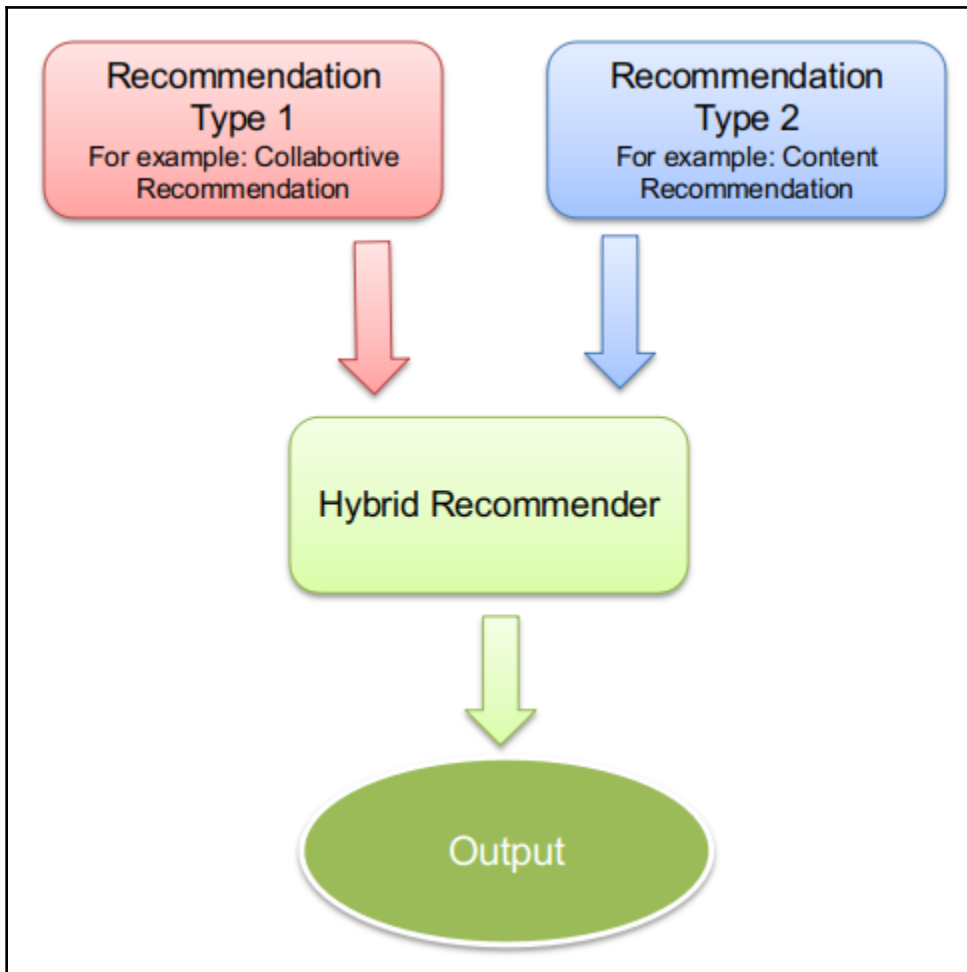 Recommendation
Type 1
For example: Collabortive
Recommendation
Recommendation
Type 2
For example: Content
Recommendation
Hybrid Recommender
Output